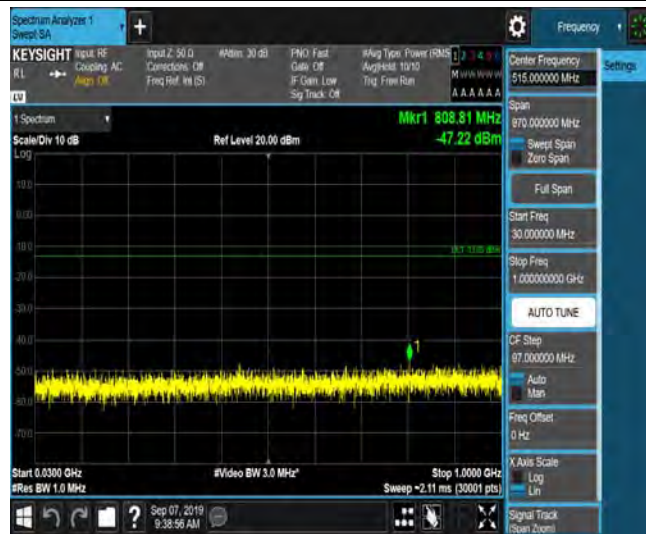 Spectrum Analyzer 1
Swept SA
+
Frequency
KEYSIGHT Input: RF
RL
Coupling: AC
Align: Off
Input Z: 50 Ω
Corrections: Off
Freq Ref: Int (S)
#Atten: 30 dB
PNO: Fast
Gate: Off
IF Gain: Low
Sig Track: Off
#Avg Type: Power (RMS
Avg|Hold: 10/10
Trig: Free Run
1 2 3 4 5 6
M W W W W W
A A A A A A
LV
Center Frequency
515.000000 MHz
Settings
Span
970.000000 MHz
Swept Span
Zero Span
Full Span
Start Freq
30.000000 MHz
Stop Freq
1.000000000 GHz
AUTO TUNE
CF Step
97.000000 MHz
Auto
Man
Freq Offset
0 Hz
X Axis Scale
Log
Lin
Signal Track
(Span Zoom)
1 Spectrum
Scale/Div 10 dB
Ref Level 20.00 dBm
Mkr1 808.81 MHz
-47.22 dBm
Log
10.0
0.00
-10.0
-20.0
-30.0
-40.0
-50.0
-60.0
-70.0
1
Start 0.0300 GHz
#Res BW 1.0 MHz
#Video BW 3.0 MHz*
Stop 1.0000 GHz
Sweep ~2.11 ms (30001 pts)
?
Sep 07, 2019
9:38:56 AM